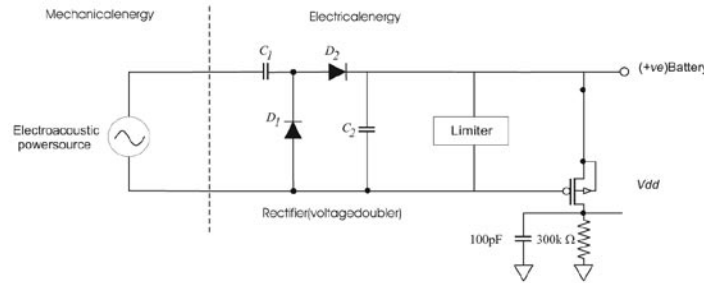 Mechanicalenergy
Electricalenergy
C1
D2
(+ve)Battery
Electroacoustic
powersource
D1
C2
Limiter
Vdd
Rectifier(voltagedoubler)
100pF
300k Ω